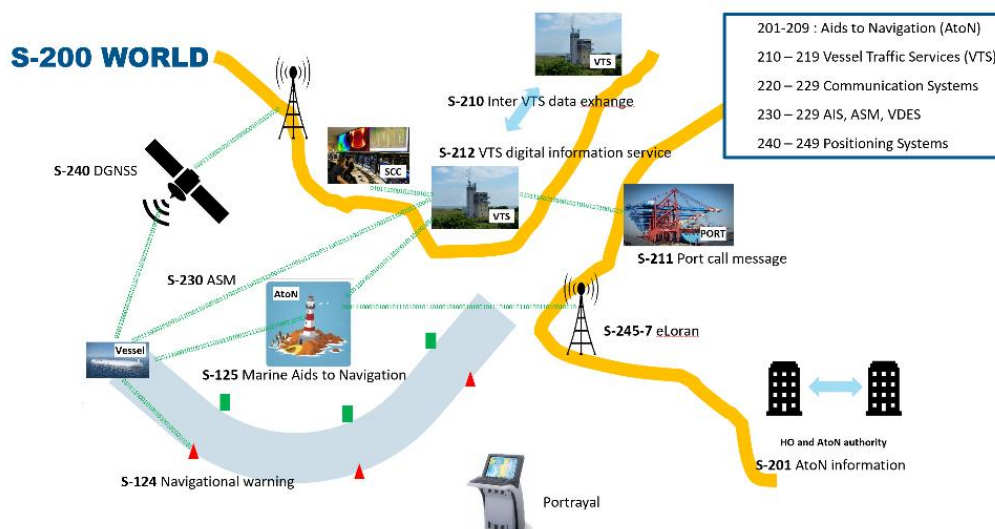 S-200 WORLD
201-209 : Aids to Navigation (AtoN)
210 – 219 Vessel Traffic Services (VTS)
220 – 229 Communication Systems
230 – 229 AIS, ASM, VDES
240 – 249 Positioning Systems
VTS
S-210 Inter VTS data exhange
S-212 VTS digital information service
SCC
VTS
S-240 DGNSS
PORT
S-211 Port call message
S-230 ASM
AtoN
S-245-7 eLoran
Vessel
S-125 Marine Aids to Navigation
HO and AtoN authority
S-201 AtoN information
S-124 Navigational warning
Portrayal